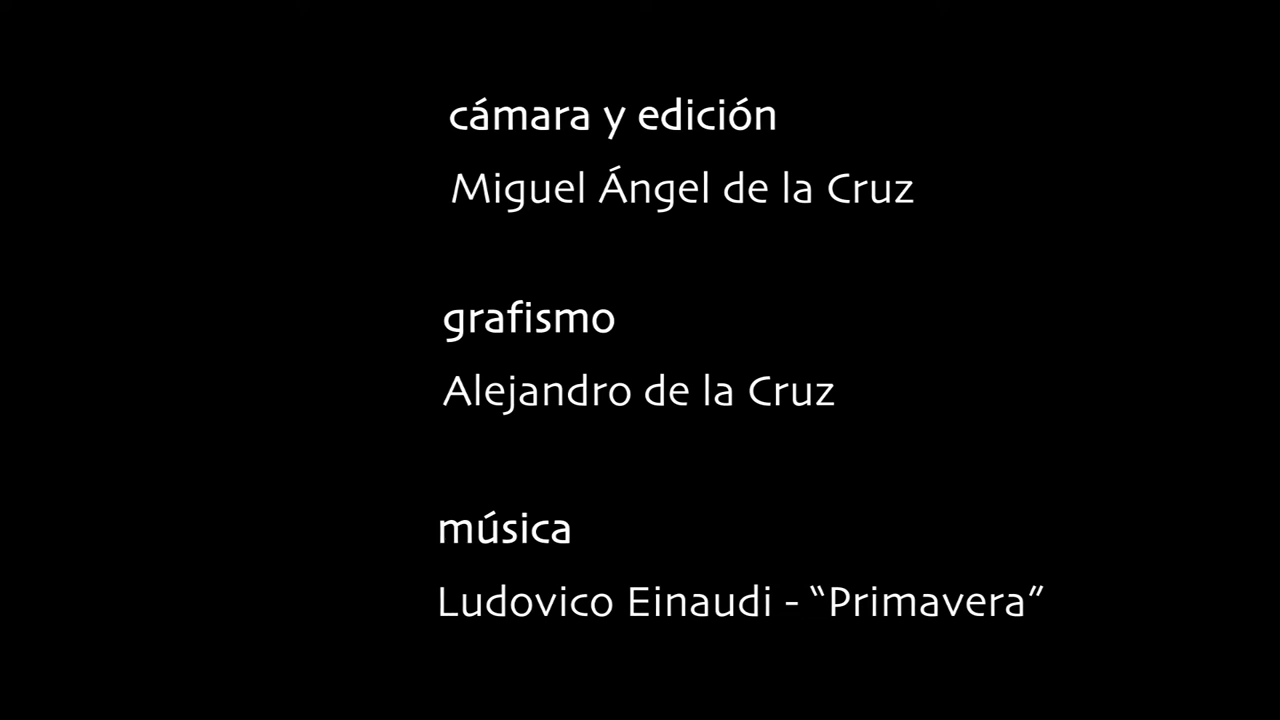 cámara y edición
Miguel Ángel de la Cruz
grafismo
Alejandro de la Cruz
música
Ludovico Einaudi - “Primavera”